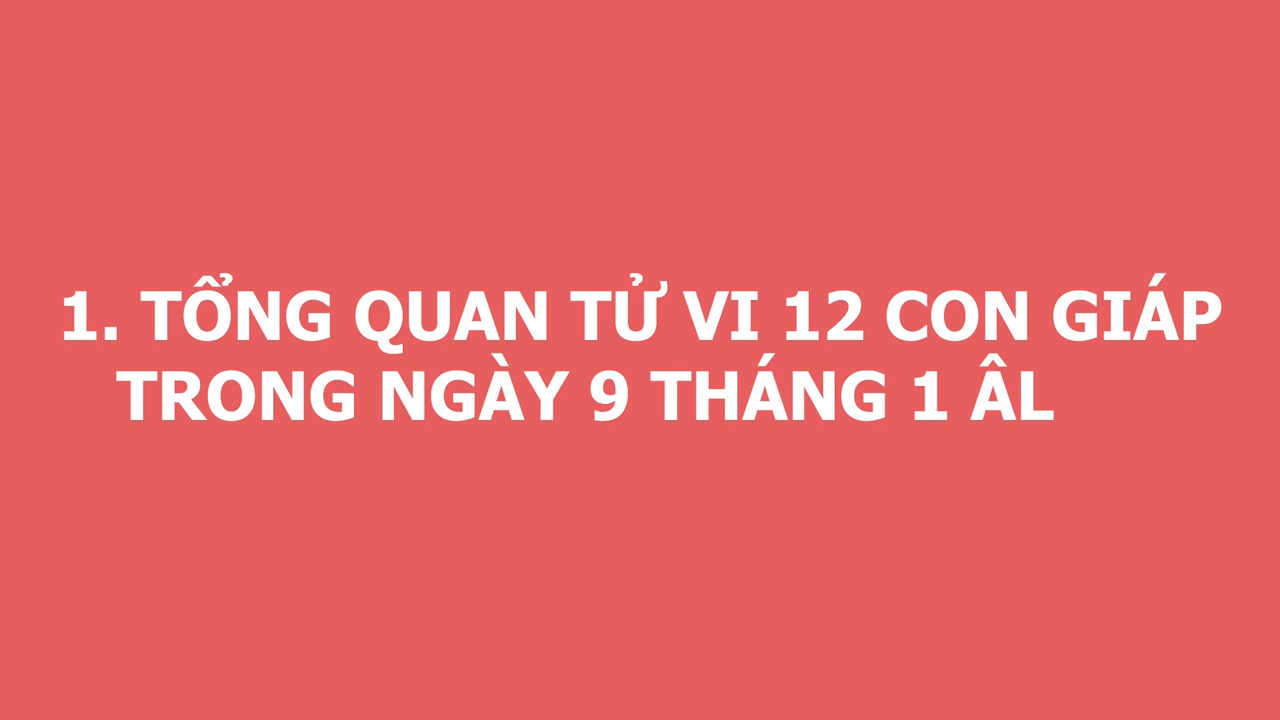 1. TỔNG QUAN TỬ VI 12 CON GIÁP
TRONG NGÀY 9 THÁNG 1 ÂL